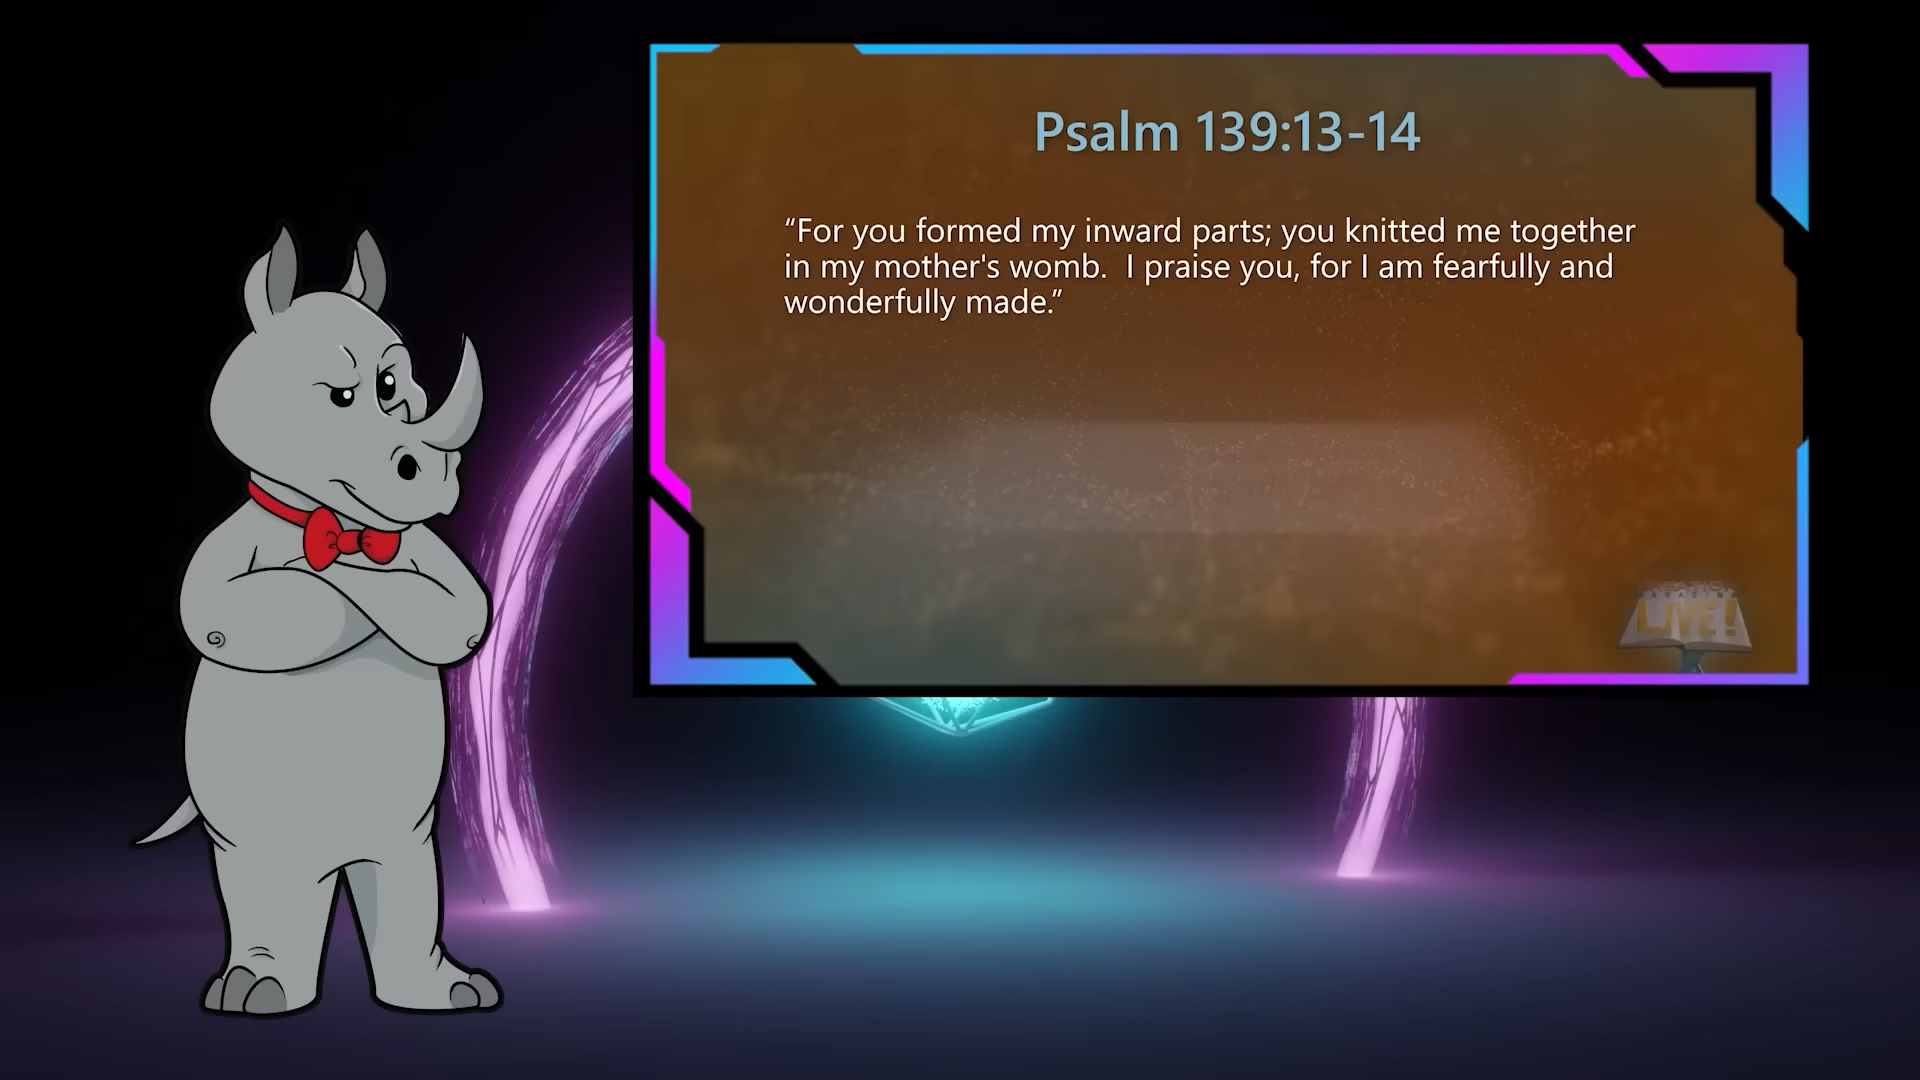 Psalm 139:13-14
“For you formed my inward parts; you knitted me together
in my mother's womb.  I praise you, for I am fearfully and
wonderfully made.”
LIVE!